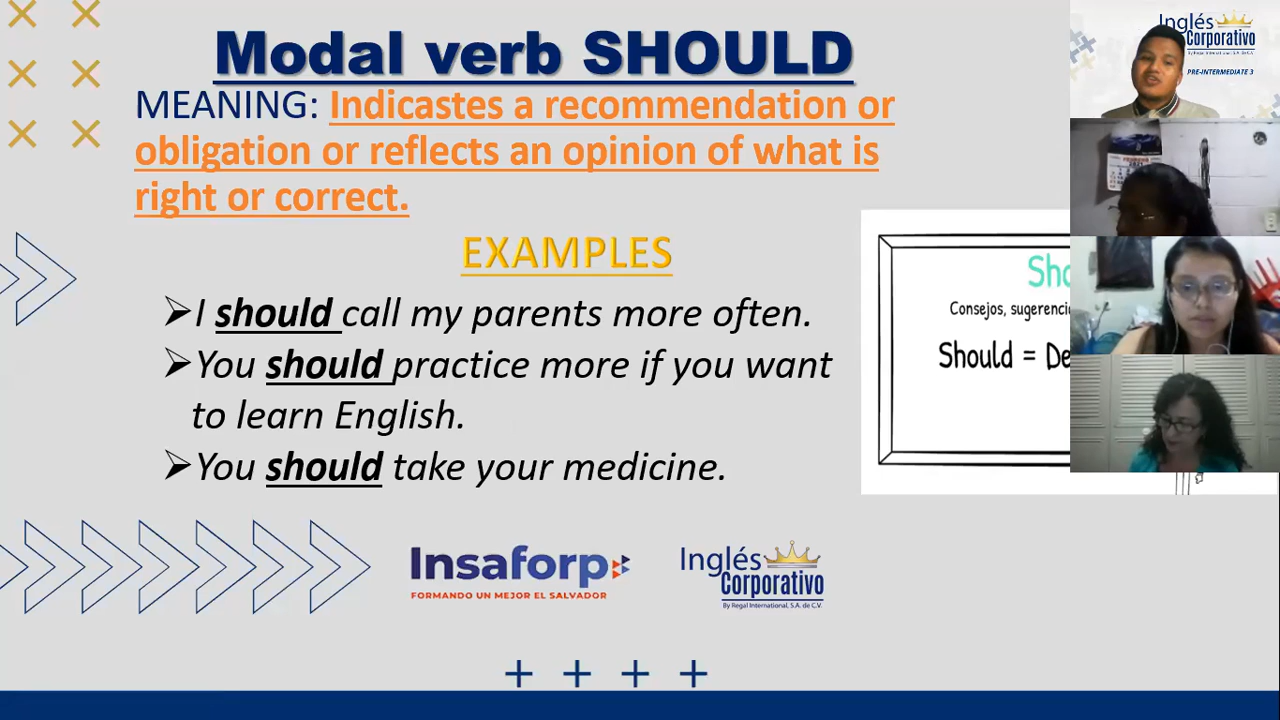 Modal verb SHOULD
MEANING: Indicastes a recommendation or
obligation or reflects an opinion of what is
right or correct.
EXAMPLES
➢I should call my parents more often.
➢You should practice more if you want
to learn English.
➢You should take your medicine.
Consejos,
Should =
Insaforp
FORMANDO UN MEJOR EL SALVADOR
Inglés
Corporativo
By Regal International, S.A. de C.V.
Inglés
Corporativo
By Regal International, S.A. de C.V.
PRE-INTERMEDIATE 3